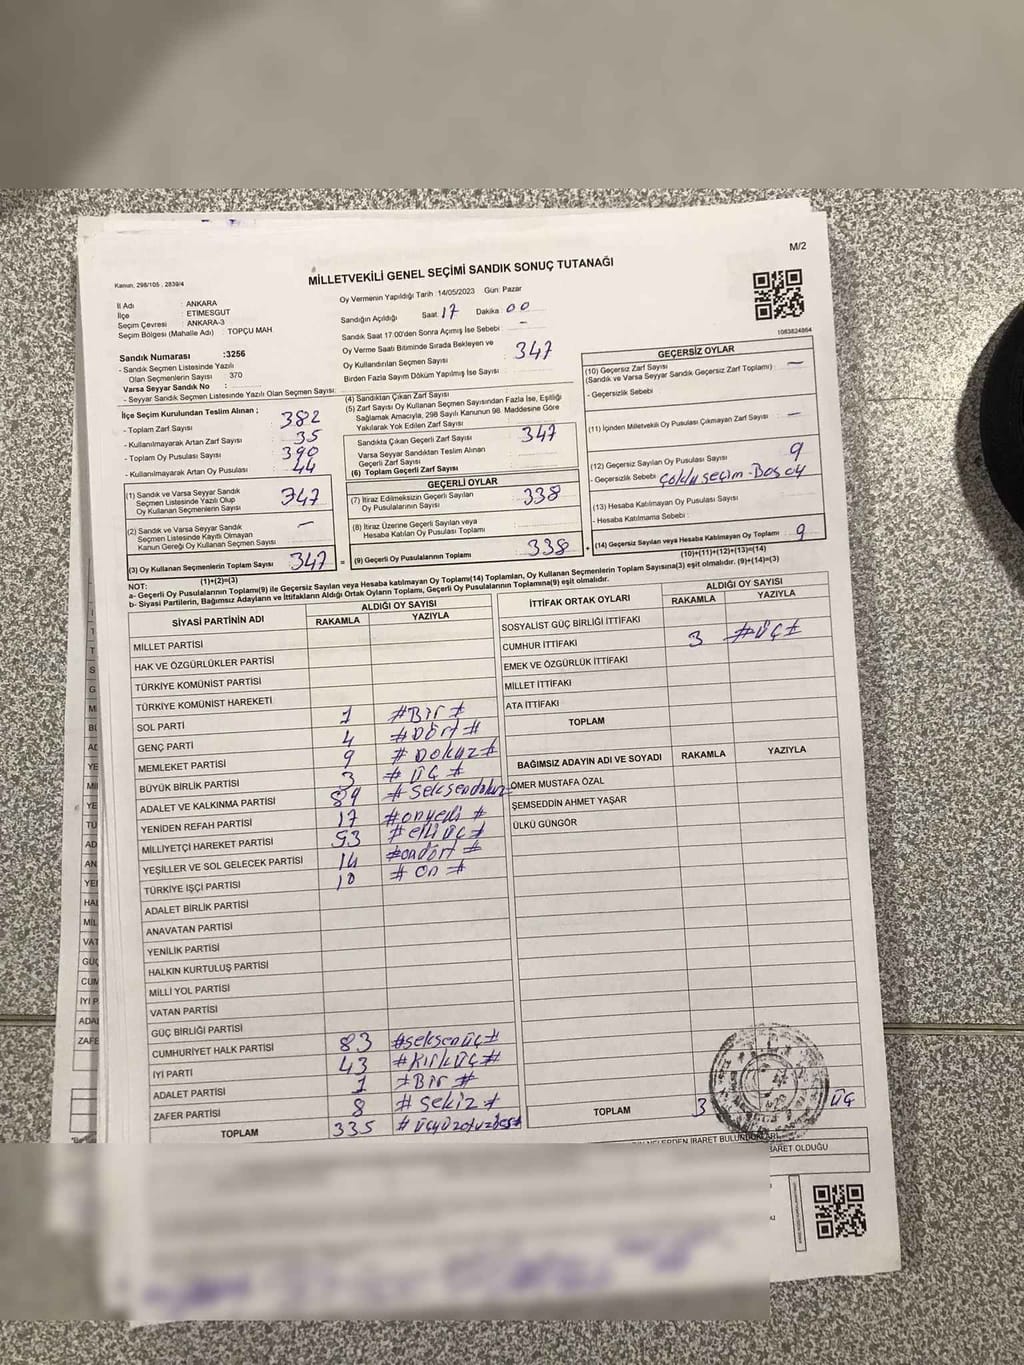 M/2
MİLLETVEKİLİ GENEL SEÇİMİ SANDIK SONUÇ TUTANAĞI
Kanun, 298/105 , 2839/4
İl Adı : ANKARA
İlçe : ETİMESGUT
Seçim Çevresi : ANKARA-3
Seçim Bölgesi (Mahalle Adı) : TOPÇU MAH
Oy Vermenin Yapıldığı Tarih :14/05/2023 Gün: Pazar
Sandığın Açıldığı Saat 17 Dakika 00
Sandık Saat 17:00'den Sonra Açımış İse Sebebi : –
Oy Verme Saati Bitiminde Sırada Bekleyen ve
Oy Kullandırılan Seçmen Sayısı 347
Birden Fazla Sayım Döküm Yapılmış İse Sayısı :
1083824864
Sandık Numarası :3256
- Sandık Seçmen Listesinde Yazılı
Olan Seçmenlerin Sayısı 370
Varsa Seyyar Sandık No :
- Seyyar Sandık Seçmen Listesinde Yazılı Olan Seçmen Sayısı:
İlçe Seçim Kurulundan Teslim Alınan ;
- Toplam Zarf Sayısı : 382
- Kullanılmayarak Artan Zarf Sayısı : 35
- Toplam Oy Pusulası Sayısı : 390
- Kullanılmayarak Artan Oy Pusulası : 44
(1) Sandık ve Varsa Seyyar Sandık
Seçmen Listesinde Yazılı Olup
Oy Kullanan Seçmenlerin Sayısı 347
(2) Sandık ve Varsa Seyyar Sandık
Seçmen Listesinde Kayıtlı Olmayan
Kanun Gereği Oy Kullanan Seçmen Sayısı –
(3) Oy Kullanan Seçmenlerin Toplam Sayısı 347
(1)+(2)=(3)
(4) Sandıktan Çıkan Zarf Sayısı
(5) Zarf Sayısı Oy Kullanan Seçmen Sayısından Fazla İse, Eşitliği
Sağlamak Amacıyla, 298 Sayılı Kanunun 98. Maddesine Göre
Yakılarak Yok Edilen Zarf Sayısı
Sandıkta Çıkan Geçerli Zarf Sayısı 347
Varsa Seyyar Sandıktan Teslim Alınan
Geçerli Zarf Sayısı
(6) Toplam Geçerli Zarf Sayısı
GEÇERLİ OYLAR
(7) İtiraz Edilmeksizin Geçerli Sayılan
Oy Pusulalarının Sayısı : 338
(8) İtiraz Üzerine Geçerli Sayılan veya
Hesaba Katılan Oy Pusulası Toplamı :
= (9) Geçerli Oy Pusulalarının Toplamı 338
GEÇERSİZ OYLAR
(10) Geçersiz Zarf Sayısı –
(Sandık ve Varsa Seyyar Sandık Geçersiz Zarf Toplamı) :
- Geçersizlik Sebebi :
(11) İçinden Milletvekili Oy Pusulası Çıkmayan Zarf Sayısı : –
(12) Geçersiz Sayılan Oy Pusulası Sayısı : 9
- Geçersizlik Sebebi
(13) Hesaba Katılmayan Oy Pusulası Sayısı :
- Hesaba Katılmama Sebebi :
+ (14) Geçersiz Sayılan veya Hesaba Katılmayan Oy Toplamı : 9
(10)+(11)+(12)+(13)=(14)
NOT:
a- Geçerli Oy Pusulalarının Toplamı(9) ile Geçersiz Sayılan veya Hesaba katılmayan Oy Toplamı(14) Toplamları, Oy Kullanan Seçmenlerin Toplam Sayısına(3) eşit olmalıdır. (9)+(14)=(3)
b- Siyasi Partilerin, Bağımsız Adayların ve İttifakların Aldığı Ortak Oyların Toplamı, Geçerli Oy Pusulalarının Toplamına(9) eşit olmalıdır.
SİYASİ PARTİNİN ADI ALDIĞI OY SAYISI
RAKAMLA YAZIYLA
MİLLET PARTİSİ
HAK VE ÖZGÜRLÜKLER PARTİSİ
TÜRKİYE KOMÜNİST PARTİSİ
TÜRKİYE KOMÜNİST HAREKETİ
SOL PARTİ 1 #Bir#
GENÇ PARTİ 4 #Dört#
MEMLEKET PARTİSİ 9 #Dokuz#
BÜYÜK BİRLİK PARTİSİ 3 #Üç#
ADALET VE KALKINMA PARTİSİ 89 #Seksendokuz
YENİDEN REFAH PARTİSİ 17 #onyedi#
MİLLİYETÇİ HAREKET PARTİSİ 53 #elliüç#
YEŞİLLER VE SOL GELECEK PARTİSİ 14 #ondört#
TÜRKİYE İŞÇİ PARTİSİ 10 #on#
ADALET BİRLİK PARTİSİ
ANAVATAN PARTİSİ
YENİLİK PARTİSİ
HALKIN KURTULUŞ PARTİSİ
MİLLİ YOL PARTİSİ
VATAN PARTİSİ
GÜÇ BİRLİĞİ PARTİSİ
CUMHURİYET HALK PARTİSİ 83 #seksenüç#
İYİ PARTİ 43 #Kırküç#
ADALET PARTİSİ 1 #Bir#
ZAFER PARTİSİ 8 #Sekiz#
TOPLAM 335 #üçyüzotuzbeş#
İTTİFAK ORTAK OYLARI ALDIĞI OY SAYISI
RAKAMLA YAZIYLA
SOSYALİST GÜÇ BİRLİĞİ İTTİFAKI
CUMHUR İTTİFAKI 3 #Üç#
EMEK VE ÖZGÜRLÜK İTTİFAKI
MİLLET İTTİFAKI
ATA İTTİFAKI
TOPLAM
BAĞIMSIZ ADAYIN ADI VE SOYADI RAKAMLA YAZIYLA
ÖMER MUSTAFA ÖZAL
ŞEMSEDDİN AHMET YAŞAR
ÜLKÜ GÜNGÖR
TOPLAM 3 ÜÇ